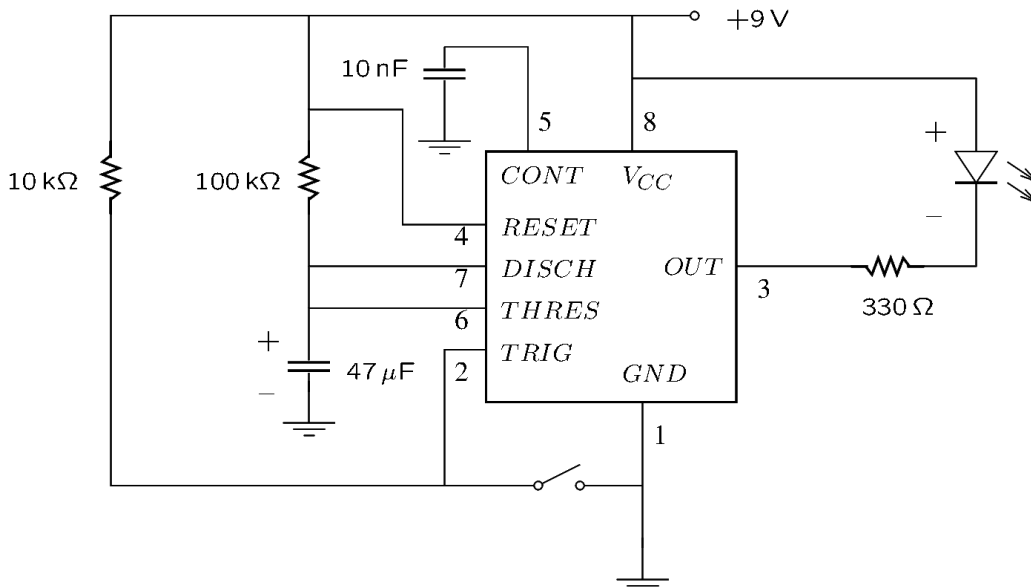 +9 V
10 nF
5
8
+
10 kΩ
100 kΩ
CONT
V_CC
4
RESET
−
7
DISCH
OUT
3
6
THRES
330 Ω
+
47 μF
−
2
TRIG
GND
1